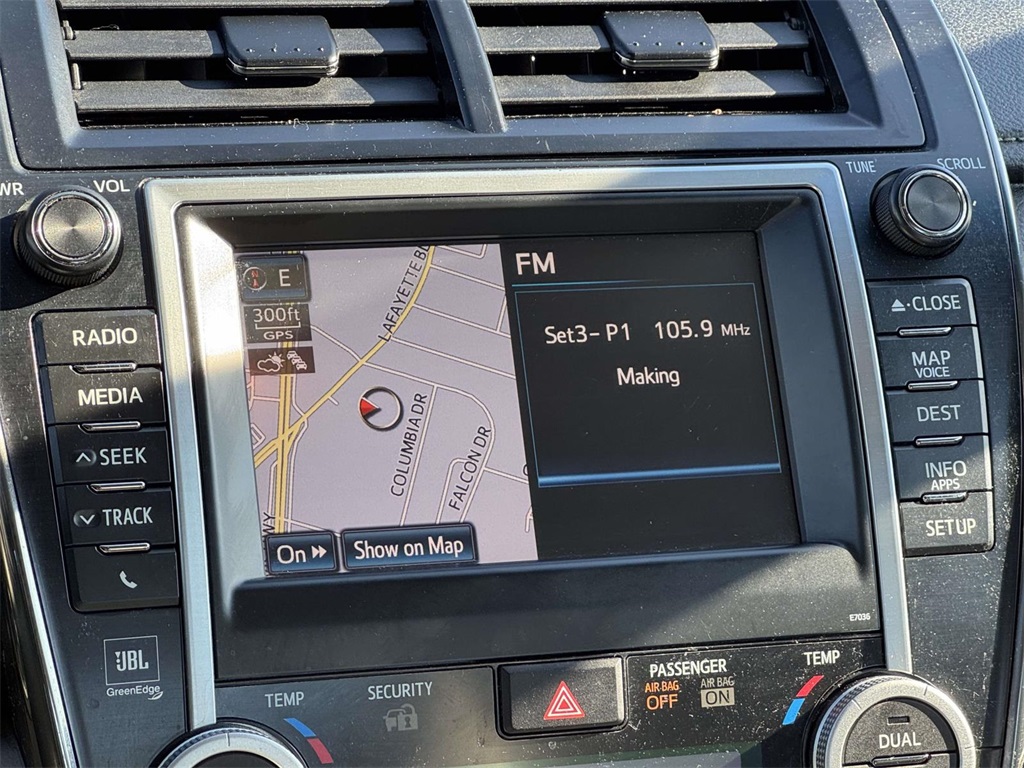 WR
VOL
TUNE
SCROLL
RADIO
MEDIA
SEEK
TRACK
JBL
GreenEdge
N
E
300ft
GPS
LAFAYETTE B
COLUMBIA DR
FALCON DR
WY
On
Show on Map
FM
Set3- P1 105.9 MHz
Making
CLOSE
MAP
VOICE
DEST
INFO
APPS
SETUP
E7036
TEMP
SECURITY
PASSENGER
AIR BAG
OFF
AIR BAG
ON
TEMP
DUAL